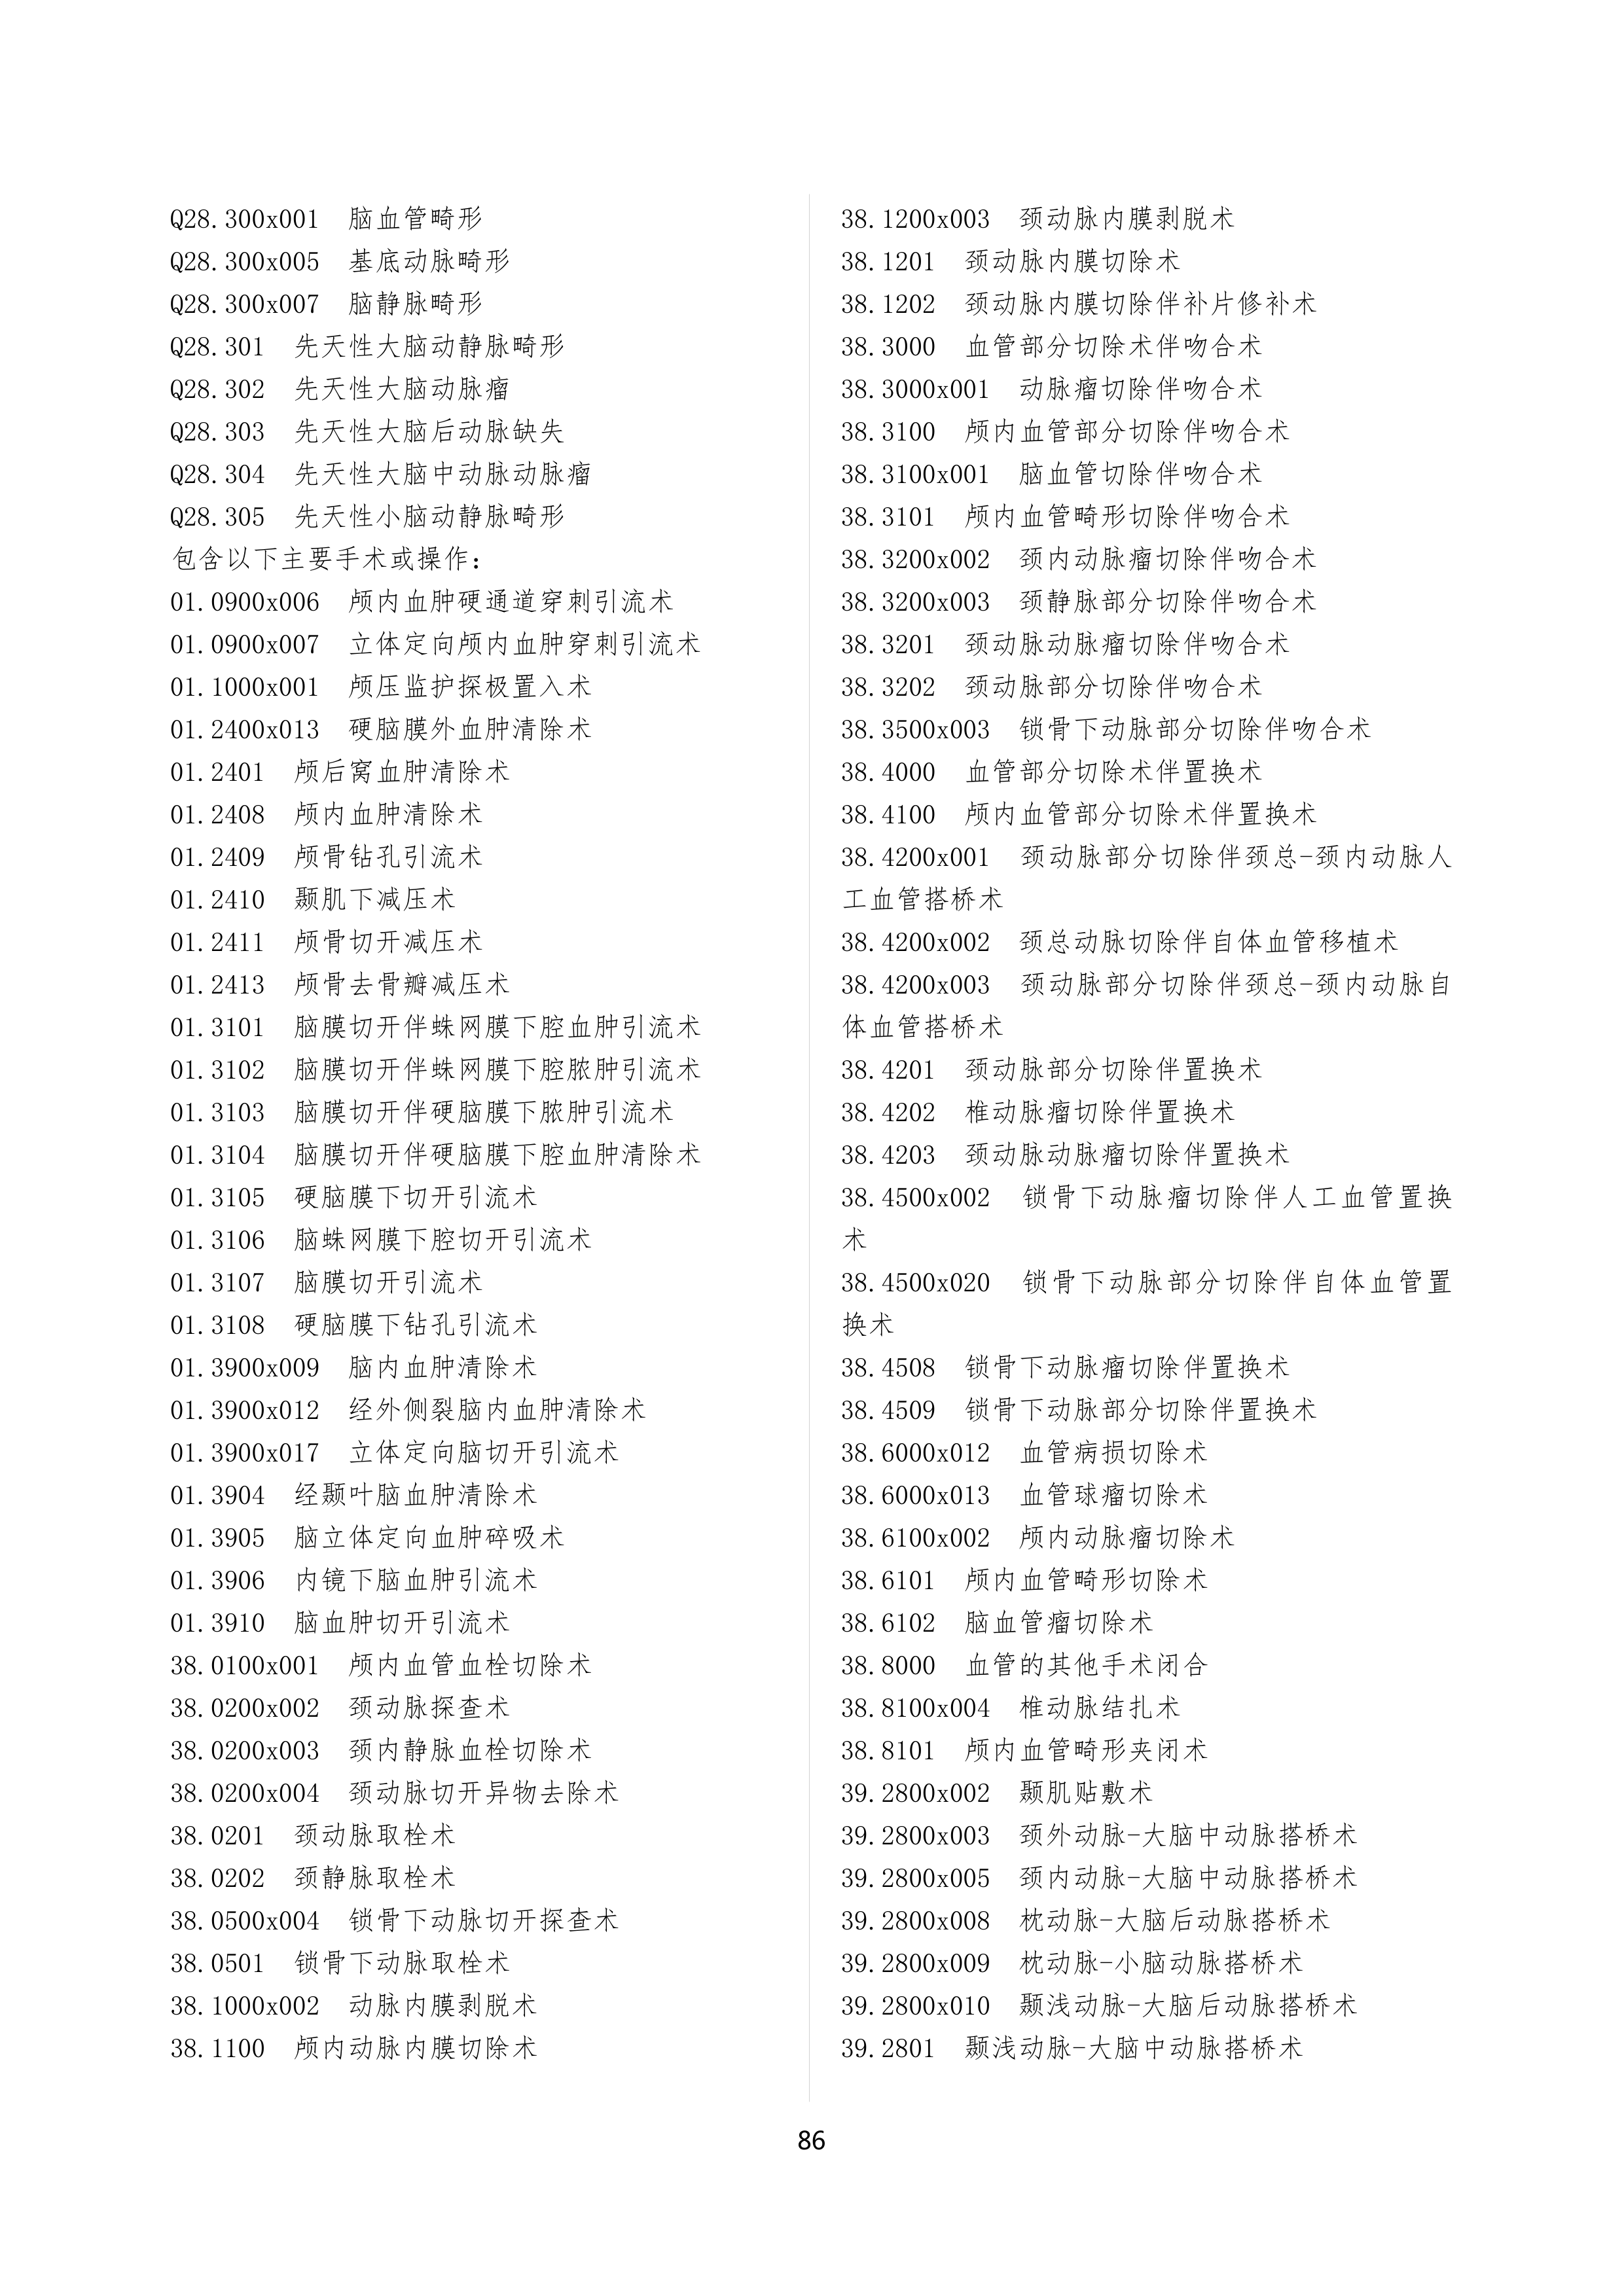 Q28.300x001 脑血管畸形
Q28.300x005 基底动脉畸形
Q28.300x007 脑静脉畸形
Q28.301 先天性大脑动静脉畸形
Q28.302 先天性大脑动脉瘤
Q28.303 先天性大脑后动脉缺失
Q28.304 先天性大脑中动脉动脉瘤
Q28.305 先天性小脑动静脉畸形
包含以下主要手术或操作：
01.0900x006 颅内血肿硬通道穿刺引流术
01.0900x007 立体定向颅内血肿穿刺引流术
01.1000x001 颅压监护探极置入术
01.2400x013 硬脑膜外血肿清除术
01.2401 颅后窝血肿清除术
01.2408 颅内血肿清除术
01.2409 颅骨钻孔引流术
01.2410 颞肌下减压术
01.2411 颅骨切开减压术
01.2413 颅骨去骨瓣减压术
01.3101 脑膜切开伴蛛网膜下腔血肿引流术
01.3102 脑膜切开伴蛛网膜下腔脓肿引流术
01.3103 脑膜切开伴硬脑膜下脓肿引流术
01.3104 脑膜切开伴硬脑膜下腔血肿清除术
01.3105 硬脑膜下切开引流术
01.3106 脑蛛网膜下腔切开引流术
01.3107 脑膜切开引流术
01.3108 硬脑膜下钻孔引流术
01.3900x009 脑内血肿清除术
01.3900x012 经外侧裂脑内血肿清除术
01.3900x017 立体定向脑切开引流术
01.3904 经颞叶脑血肿清除术
01.3905 脑立体定向血肿碎吸术
01.3906 内镜下脑血肿引流术
01.3910 脑血肿切开引流术
38.0100x001 颅内血管血栓切除术
38.0200x002 颈动脉探查术
38.0200x003 颈内静脉血栓切除术
38.0200x004 颈动脉切开异物去除术
38.0201 颈动脉取栓术
38.0202 颈静脉取栓术
38.0500x004 锁骨下动脉切开探查术
38.0501 锁骨下动脉取栓术
38.1000x002 动脉内膜剥脱术
38.1100 颅内动脉内膜切除术
38.1200x003 颈动脉内膜剥脱术
38.1201 颈动脉内膜切除术
38.1202 颈动脉内膜切除伴补片修补术
38.3000 血管部分切除术伴吻合术
38.3000x001 动脉瘤切除伴吻合术
38.3100 颅内血管部分切除伴吻合术
38.3100x001 脑血管切除伴吻合术
38.3101 颅内血管畸形切除伴吻合术
38.3200x002 颈内动脉瘤切除伴吻合术
38.3200x003 颈静脉部分切除伴吻合术
38.3201 颈动脉动脉瘤切除伴吻合术
38.3202 颈动脉部分切除伴吻合术
38.3500x003 锁骨下动脉部分切除伴吻合术
38.4000 血管部分切除术伴置换术
38.4100 颅内血管部分切除术伴置换术
38.4200x001 颈动脉部分切除伴颈总-颈内动脉人
工血管搭桥术
38.4200x002 颈总动脉切除伴自体血管移植术
38.4200x003 颈动脉部分切除伴颈总-颈内动脉自
体血管搭桥术
38.4201 颈动脉部分切除伴置换术
38.4202 椎动脉瘤切除伴置换术
38.4203 颈动脉动脉瘤切除伴置换术
38.4500x002 锁骨下动脉瘤切除伴人工血管置换
术
38.4500x020 锁骨下动脉部分切除伴自体血管置
换术
38.4508 锁骨下动脉瘤切除伴置换术
38.4509 锁骨下动脉部分切除伴置换术
38.6000x012 血管病损切除术
38.6000x013 血管球瘤切除术
38.6100x002 颅内动脉瘤切除术
38.6101 颅内血管畸形切除术
38.6102 脑血管瘤切除术
38.8000 血管的其他手术闭合
38.8100x004 椎动脉结扎术
38.8101 颅内血管畸形夹闭术
39.2800x002 颞肌贴敷术
39.2800x003 颈外动脉-大脑中动脉搭桥术
39.2800x005 颈内动脉-大脑中动脉搭桥术
39.2800x008 枕动脉-大脑后动脉搭桥术
39.2800x009 枕动脉-小脑动脉搭桥术
39.2800x010 颞浅动脉-大脑后动脉搭桥术
39.2801 颞浅动脉-大脑中动脉搭桥术
86